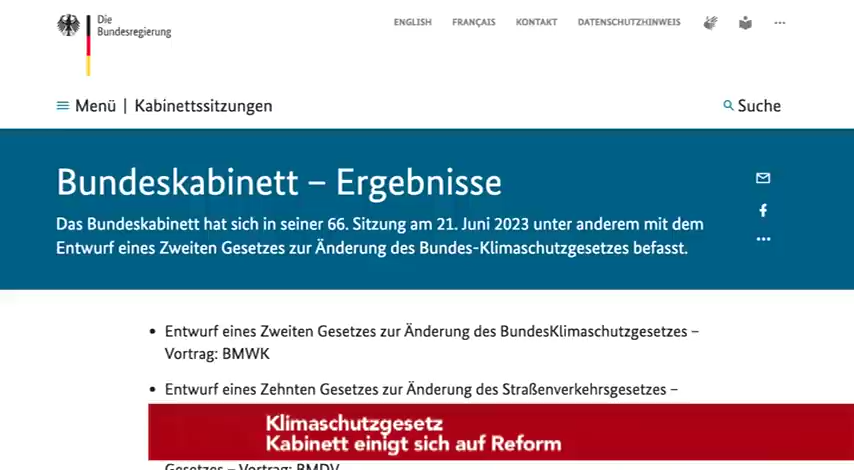 Die
Bundesregierung
ENGLISH FRANÇAIS KONTAKT DATENSCHUTZHINWEIS
Menü | Kabinettssitzungen
Suche
Bundeskabinett – Ergebnisse
Das Bundeskabinett hat sich in seiner 66. Sitzung am 21. Juni 2023 unter anderem mit dem
Entwurf eines Zweiten Gesetzes zur Änderung des Bundes-Klimaschutzgesetzes befasst.
• Entwurf eines Zweiten Gesetzes zur Änderung des BundesKlimaschutzgesetzes –
Vortrag: BMWK
• Entwurf eines Zehnten Gesetzes zur Änderung des Straßenverkehrsgesetzes –
Klimaschutzgesetz
Kabinett einigt sich auf Reform
Gesetzes – Vortrag: BMDV